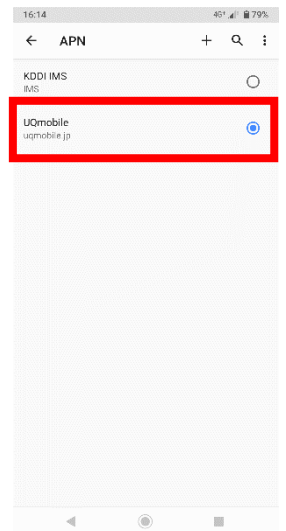 16:14 4G+ 79%
APN
KDDI IMS
IMS
UQmobile
uqmobile.jp